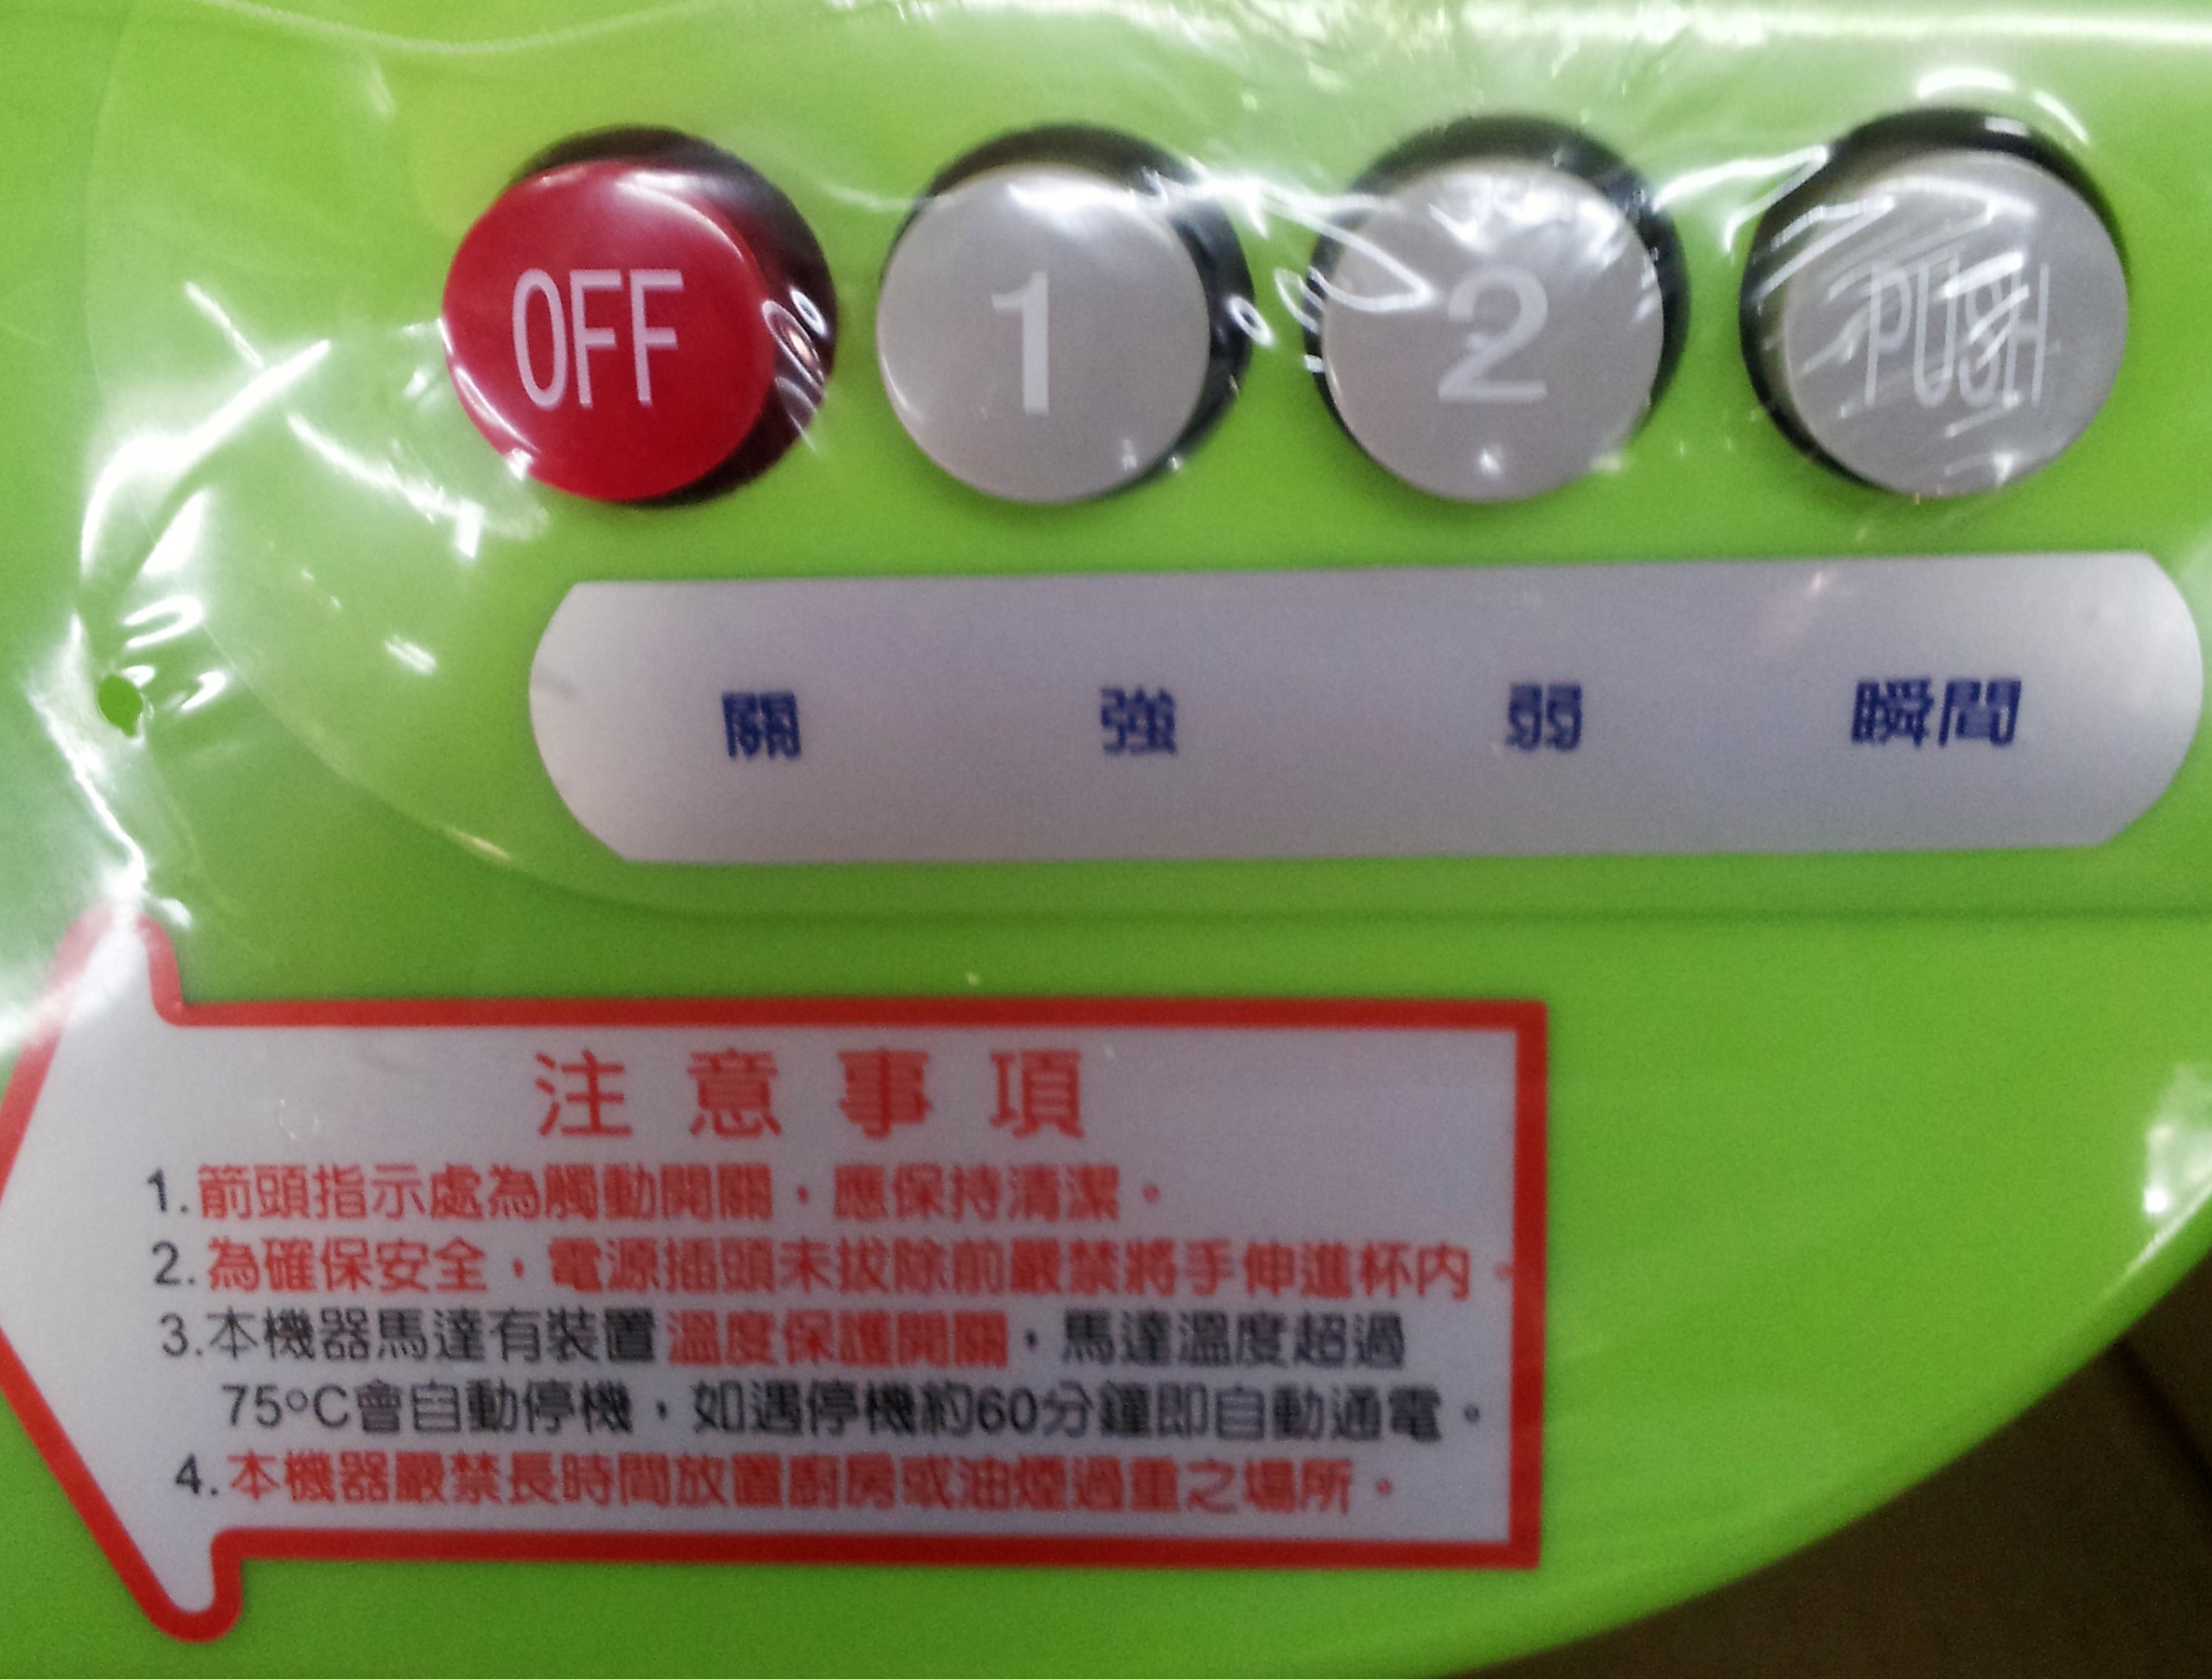 OFF 1 2 PUSH
關 強 弱 瞬間
注意事項
1.箭頭指示處為觸動開關,應保持清潔。
2.為確保安全,電源插頭未拔除前嚴禁將手伸進杯內。
3.本機器馬達有裝置溫度保護開關,馬達溫度超過
75°C會自動停機,如遇停機約60分鐘即自動通電。
4.本機器嚴禁長時間放置廚房或油煙過重之場所。